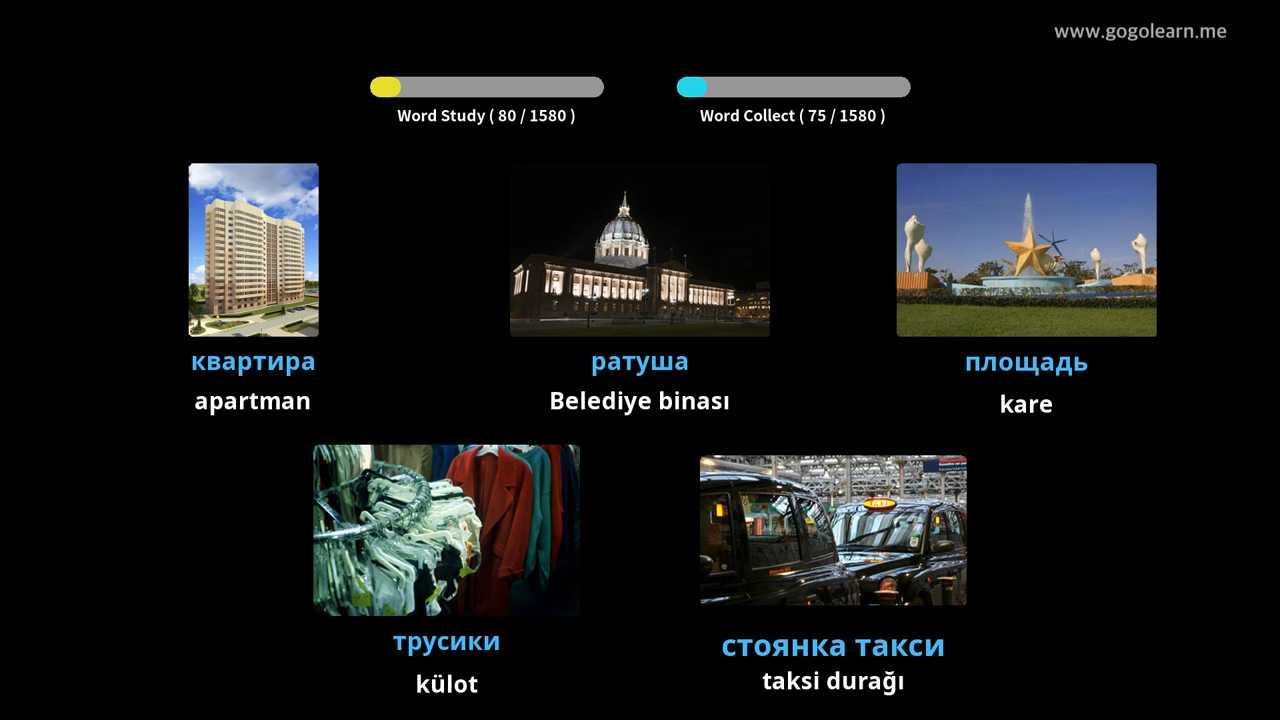 www.gogolearn.me
Word Study ( 80 / 1580 )
Word Collect ( 75 / 1580 )
квартира
apartman
ратуша
Belediye binası
площадь
kare
трусики
külot
стоянка такси
taksi durağı
TAXI